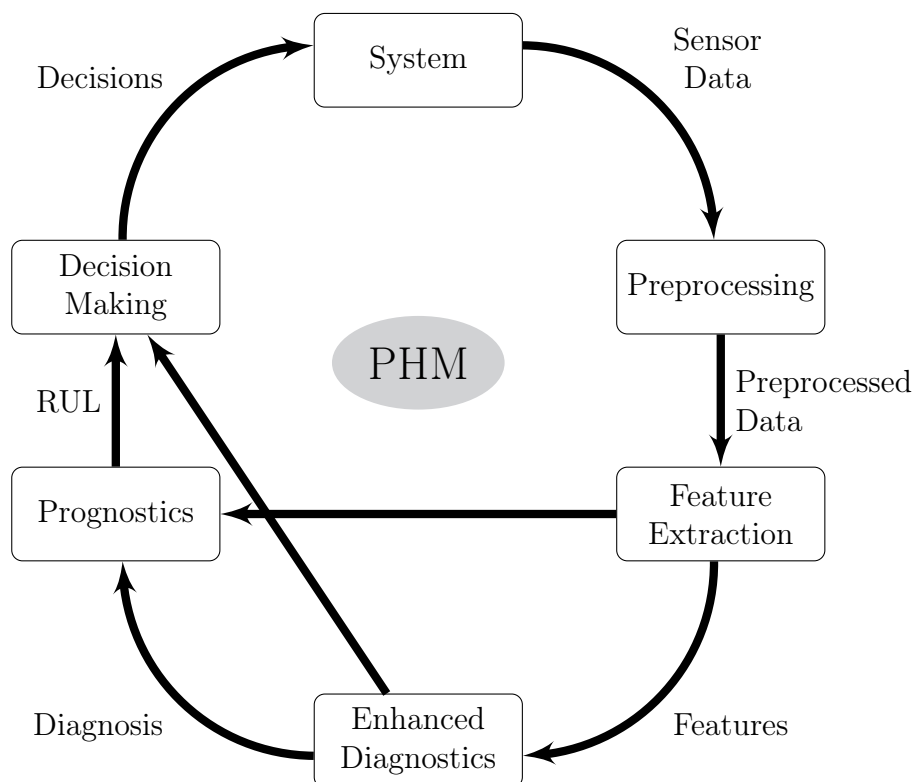 System
Sensor
Data
Decisions
Decision
Making
Preprocessing
PHM
RUL
Preprocessed
Data
Prognostics
Feature
Extraction
Diagnosis
Enhanced
Diagnostics
Features